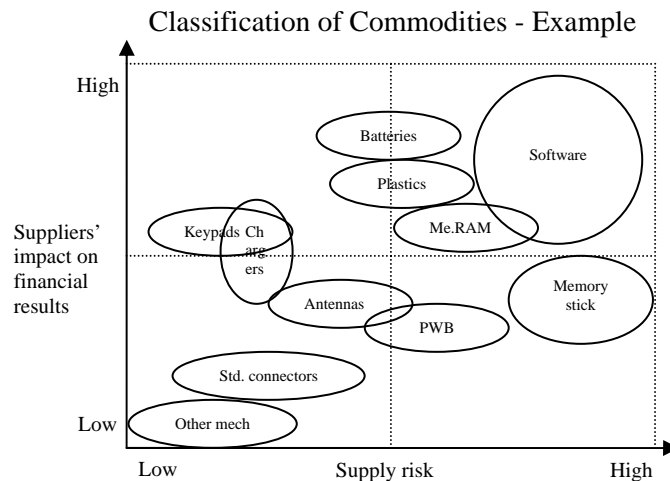 Classification of Commodities - Example
High
Batteries
Software
Plastics
Suppliers'
impact on
financial
results
Keypads
Ch
arg
ers
Me.RAM
Memory
stick
Antennas
PWB
Std. connectors
Other mech
Low
Low
Supply risk
High